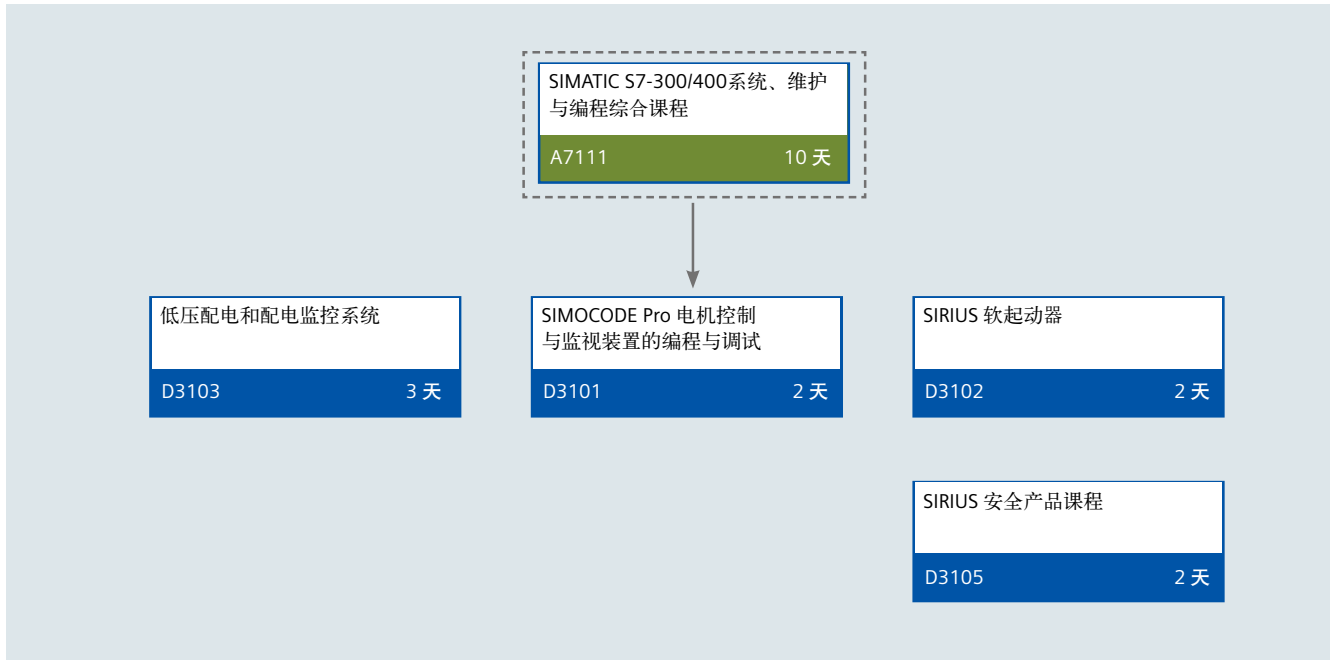 SIMATIC S7-300/400系统、维护
与编程综合课程
A7111 10 天
低压配电和配电监控系统
D3103 3 天
SIMOCODE Pro 电机控制
与监视装置的编程与调试
D3101 2 天
SIRIUS 软起动器
D3102 2 天
SIRIUS 安全产品课程
D3105 2 天